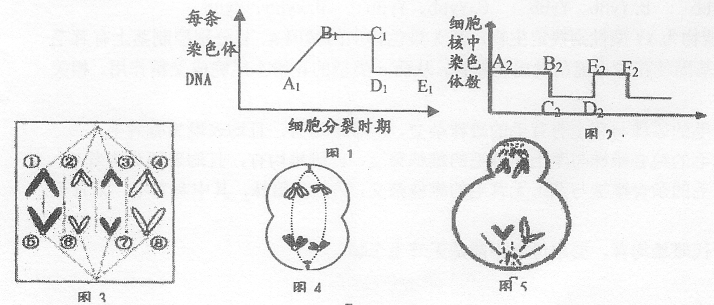 每条
染色体
DNA
B₁ C₁
A₁ D₁ E₁
细胞分裂时期
图 1
细胞
核中
染色
体数
A₂ B₂ E₂ F₂
C₂ D₂
图 2
① ② ③ ④
⑤ ⑥ ⑦ ⑧
图 3
图 4
图 5